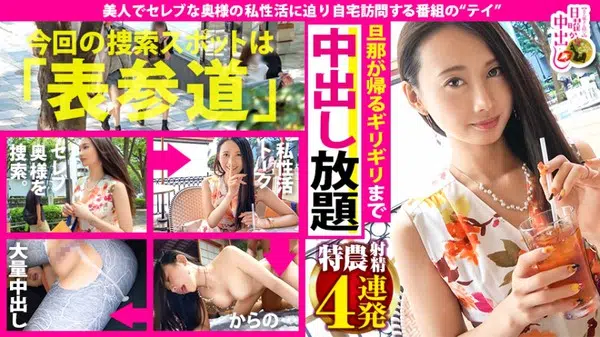 美人でセレブな奥様の私性活に迫り自宅訪問する番組の“テイ”
今回の捜索スポットは
「表参道」
セレブ
奥様を
捜索。
私性活
トーク
大量中出し
からの
旦那が帰るギリギリまで
中出し放題
特濃射精
4連発
中出し